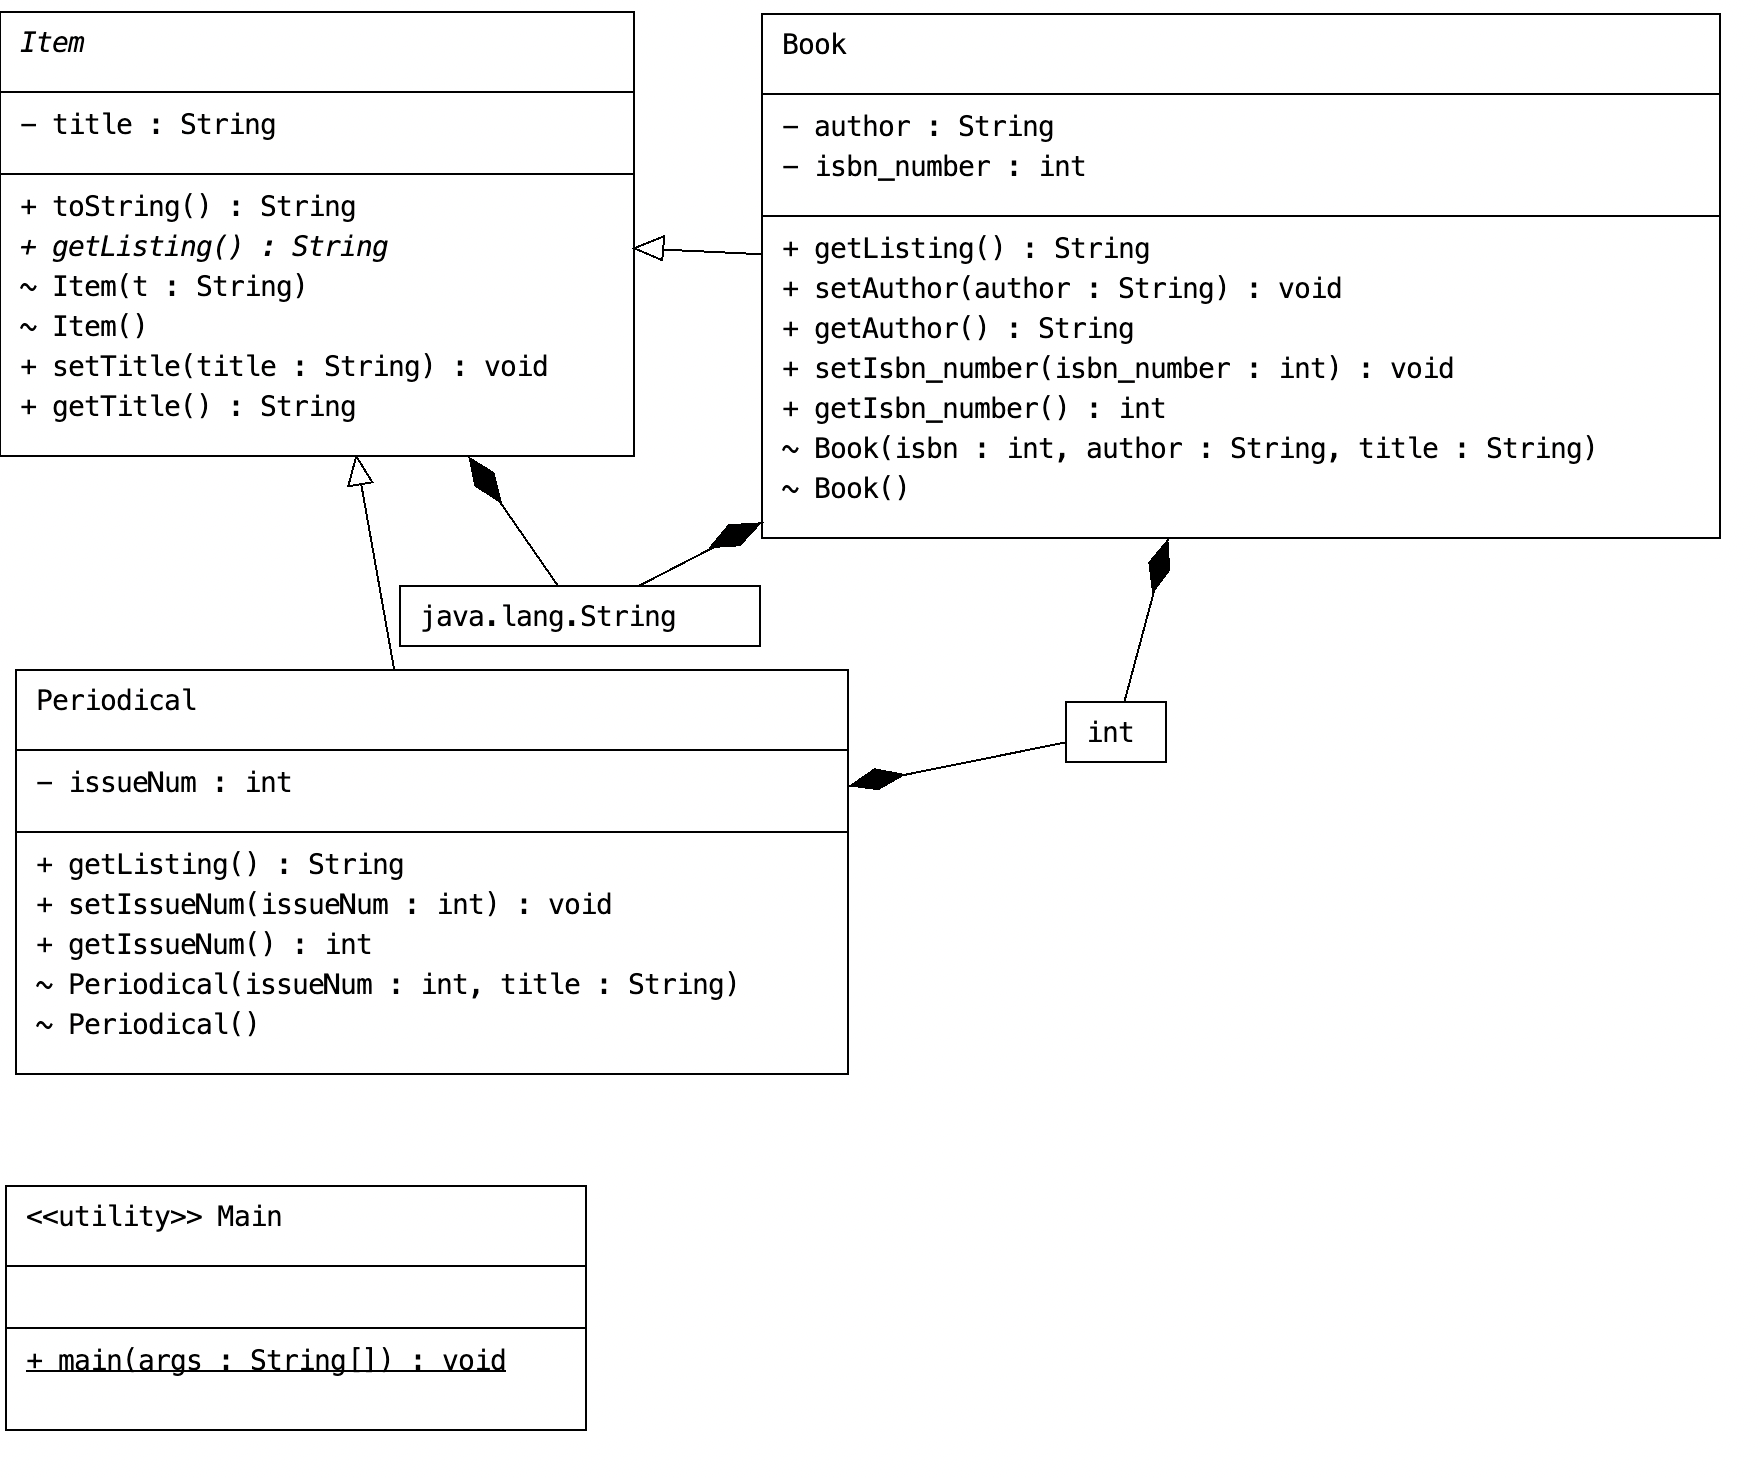 Item
- title : String
+ toString() : String
+ getListing() : String
~ Item(t : String)
~ Item()
+ setTitle(title : String) : void
+ getTitle() : String
Book
- author : String
- isbn_number : int
+ getListing() : String
+ setAuthor(author : String) : void
+ getAuthor() : String
+ setIsbn_number(isbn_number : int) : void
+ getIsbn_number() : int
~ Book(isbn : int, author : String, title : String)
~ Book()
java.lang.String
Periodical
- issueNum : int
+ getListing() : String
+ setIssueNum(issueNum : int) : void
+ getIssueNum() : int
~ Periodical(issueNum : int, title : String)
~ Periodical()
int
<<utility>> Main
+ main(args : String[]) : void